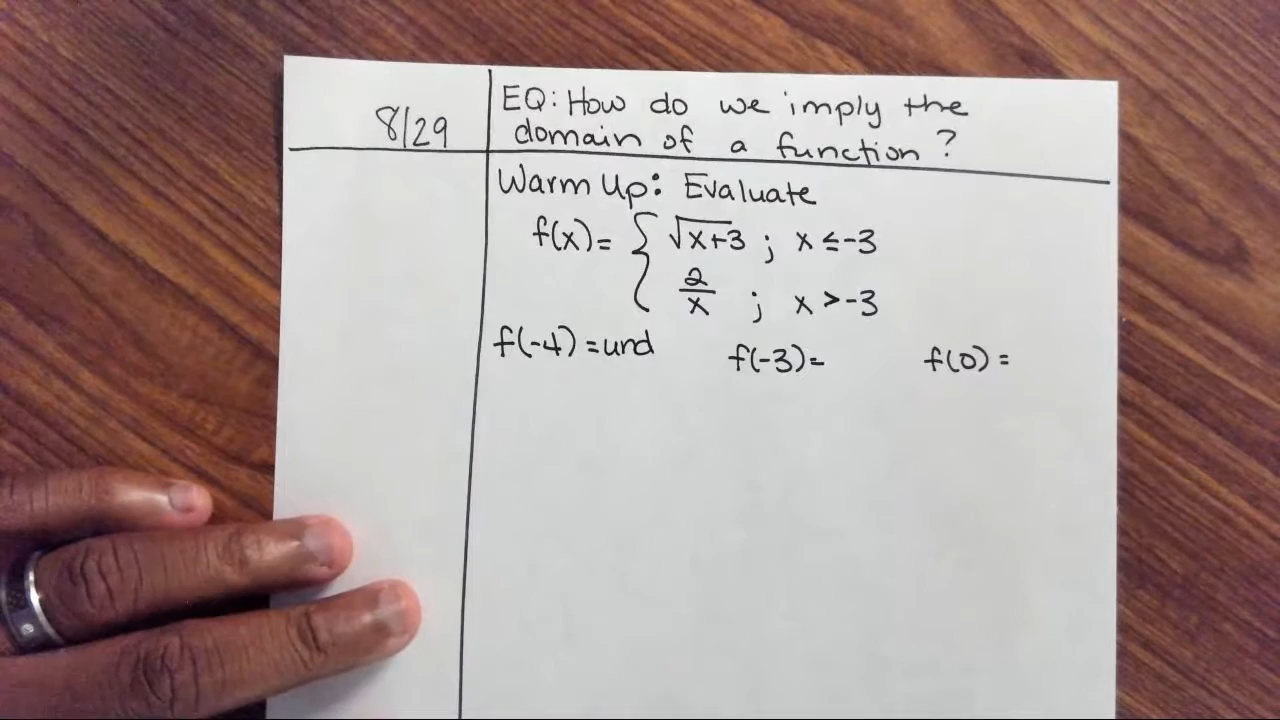 8/29
EQ: How do we imply the
domain of a function?
Warm Up: Evaluate
f(x)= { √x+3 ; x ≤ -3
2/x ; x > -3
f(-4) = und f(-3)= f(0) =